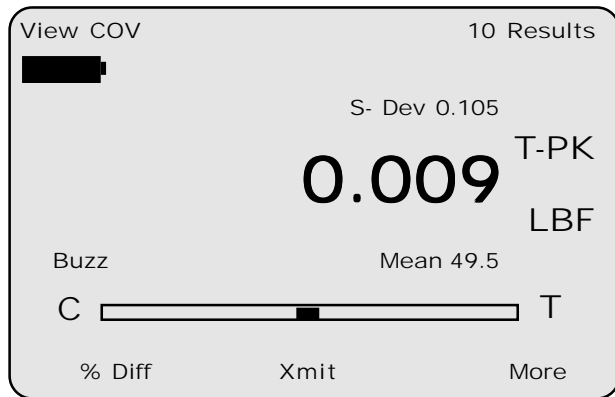 View COV 10 Results
S- Dev 0.105
T-PK
0.009
LBF
Buzz Mean 49.5
C T
% Diff Xmit More